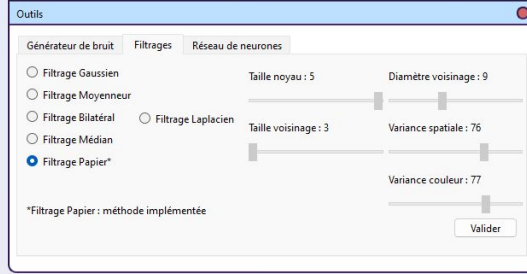 Outils
Générateur de bruit Filtrages Réseau de neurones
Filtrage Gaussien
Filtrage Moyenneur
Filtrage Bilatéral
Filtrage Laplacien
Filtrage Médian
Filtrage Papier*
Taille noyau : 5
Diamètre voisinage : 9
Taille voisinage : 3
Variance spatiale : 76
Variance couleur : 77
*Filtrage Papier : méthode implémentée
Valider